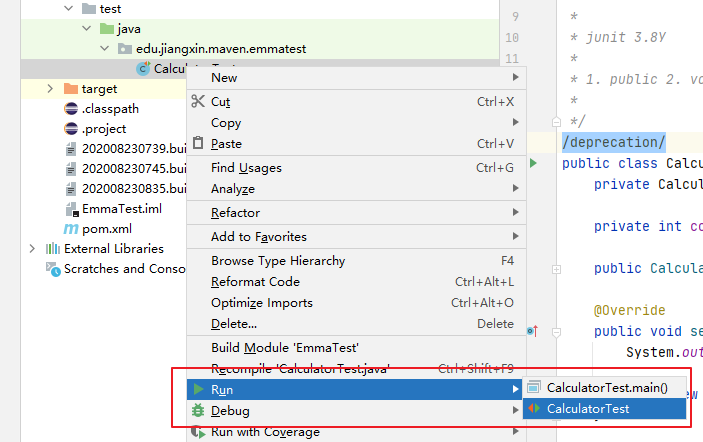 test
java
edu.jiangxin.maven.emmatest
target
.classpath
.project
202008230739.bui
202008230745.bui
202008230835.bui
EmmaTest.iml
pom.xml
External Libraries
Scratches and Conso
New
Cut Ctrl+X
Copy
Paste Ctrl+V
Find Usages Ctrl+G
Analyze
Refactor
Add to Favorites
Browse Type Hierarchy F4
Reformat Code Ctrl+Alt+L
Optimize Imports Ctrl+Alt+O
Delete... Delete
Build Module 'EmmaTest'
Recompile 'CalculatorTest.java' Ctrl+Shift+F9
Run
Debug
Run with Coverage
CalculatorTest.main()
CalculatorTest
9
10
11
*
* junit 3.8Y
*
* 1. public 2. vo
*
*/
/deprecation/
public class Calcu
private Calcu
private int co
public Calcula
@Override
public void se
System.out
ew